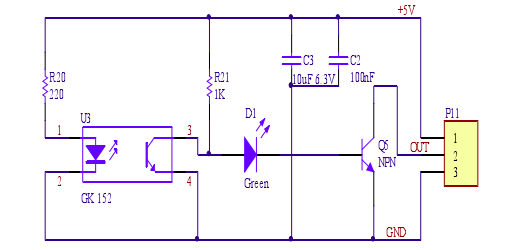 +5V
R20
220
R21
1K
C3
10uF 6.3V
C2
100nF
U3
1
2
3
4
GK 152
D1
Green
Q5
NPN
OUT
GND
P11
1
2
3